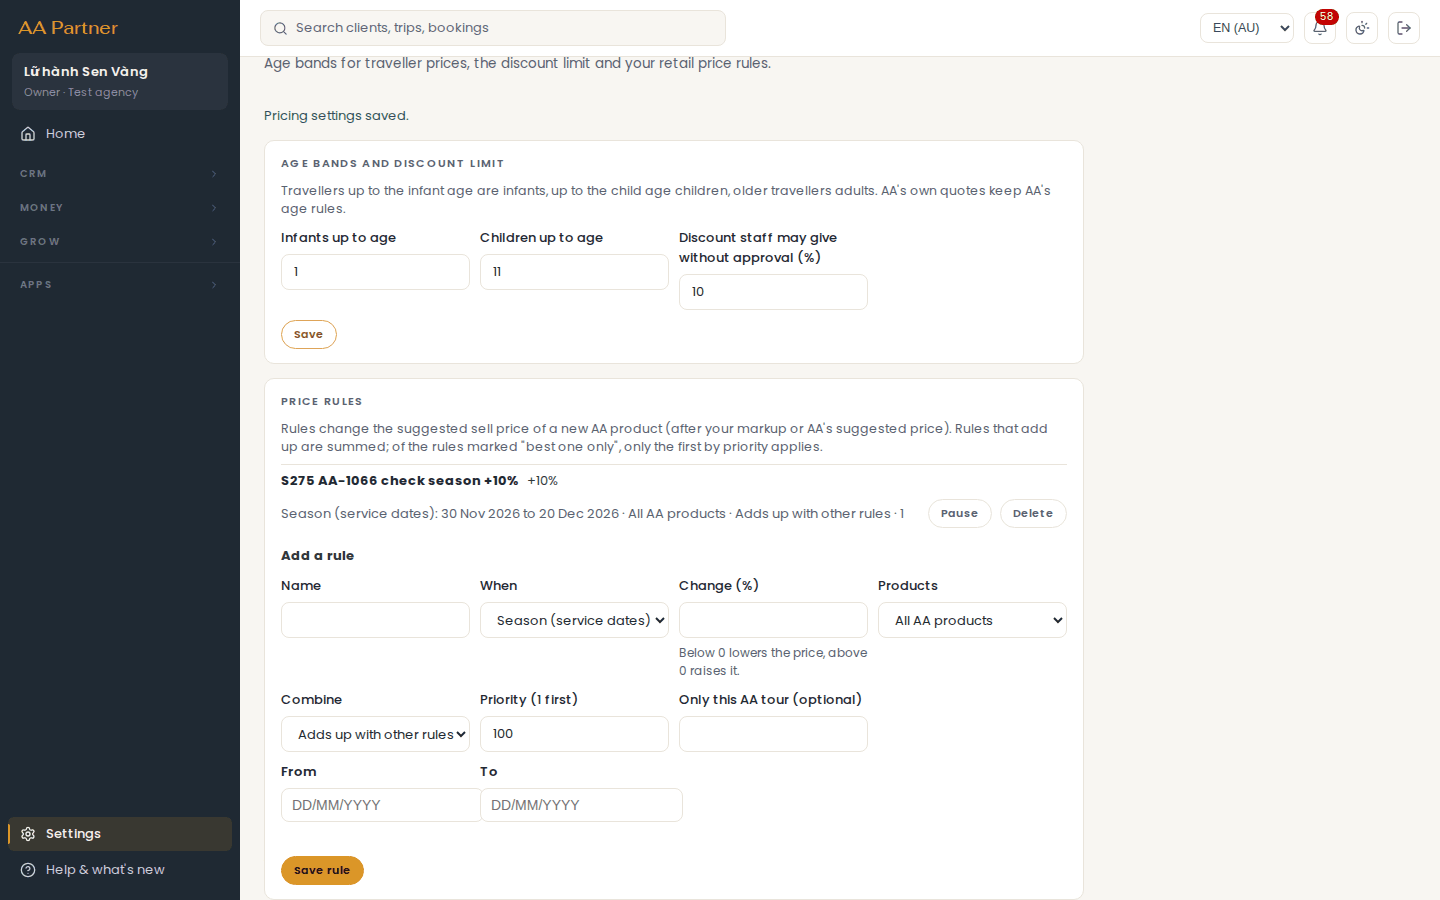 AA Partner
Lữ hành Sen Vàng
Owner · Test agency
Home
CRM
MONEY
GROW
APPS
Settings
Help & what's new
Search clients, trips, bookings
EN (AU)
58
Age bands for traveller prices, the discount limit and your retail price rules.
Pricing settings saved.
AGE BANDS AND DISCOUNT LIMIT
Travellers up to the infant age are infants, up to the child age children, older travellers adults. AA's own quotes keep AA's
age rules.
Infants up to age
Children up to age
Discount staff may give
without approval (%)
1
11
10
Save
PRICE RULES
Rules change the suggested sell price of a new AA product (after your markup or AA's suggested price). Rules that add
up are summed; of the rules marked "best one only", only the first by priority applies.
S275 AA-1066 check season +10% +10%
Season (service dates): 30 Nov 2026 to 20 Dec 2026 · All AA products · Adds up with other rules · 1
Pause
Delete
Add a rule
Name
When
Change (%)
Products
Season (service dates)
All AA products
Below 0 lowers the price, above
0 raises it.
Combine
Priority (1 first)
Only this AA tour (optional)
Adds up with other rules
100
From
To
DD/MM/YYYY
DD/MM/YYYY
Save rule